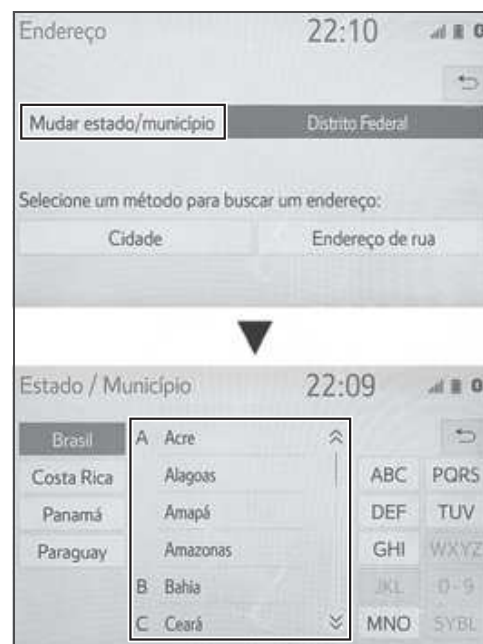 Endereço 22:10
Mudar estado/município Distrito Federal
Selecione um método para buscar um endereço:
Cidade Endereço de rua
Estado / Município 22:09 0
Brasil A Acre
Costa Rica Alagoas ABC PQRS
Panamá Amapá DEF TUV
Paraguay Amazonas GHI WXYZ
B Bahia JKL 0-9
C Ceará MNO SYBL